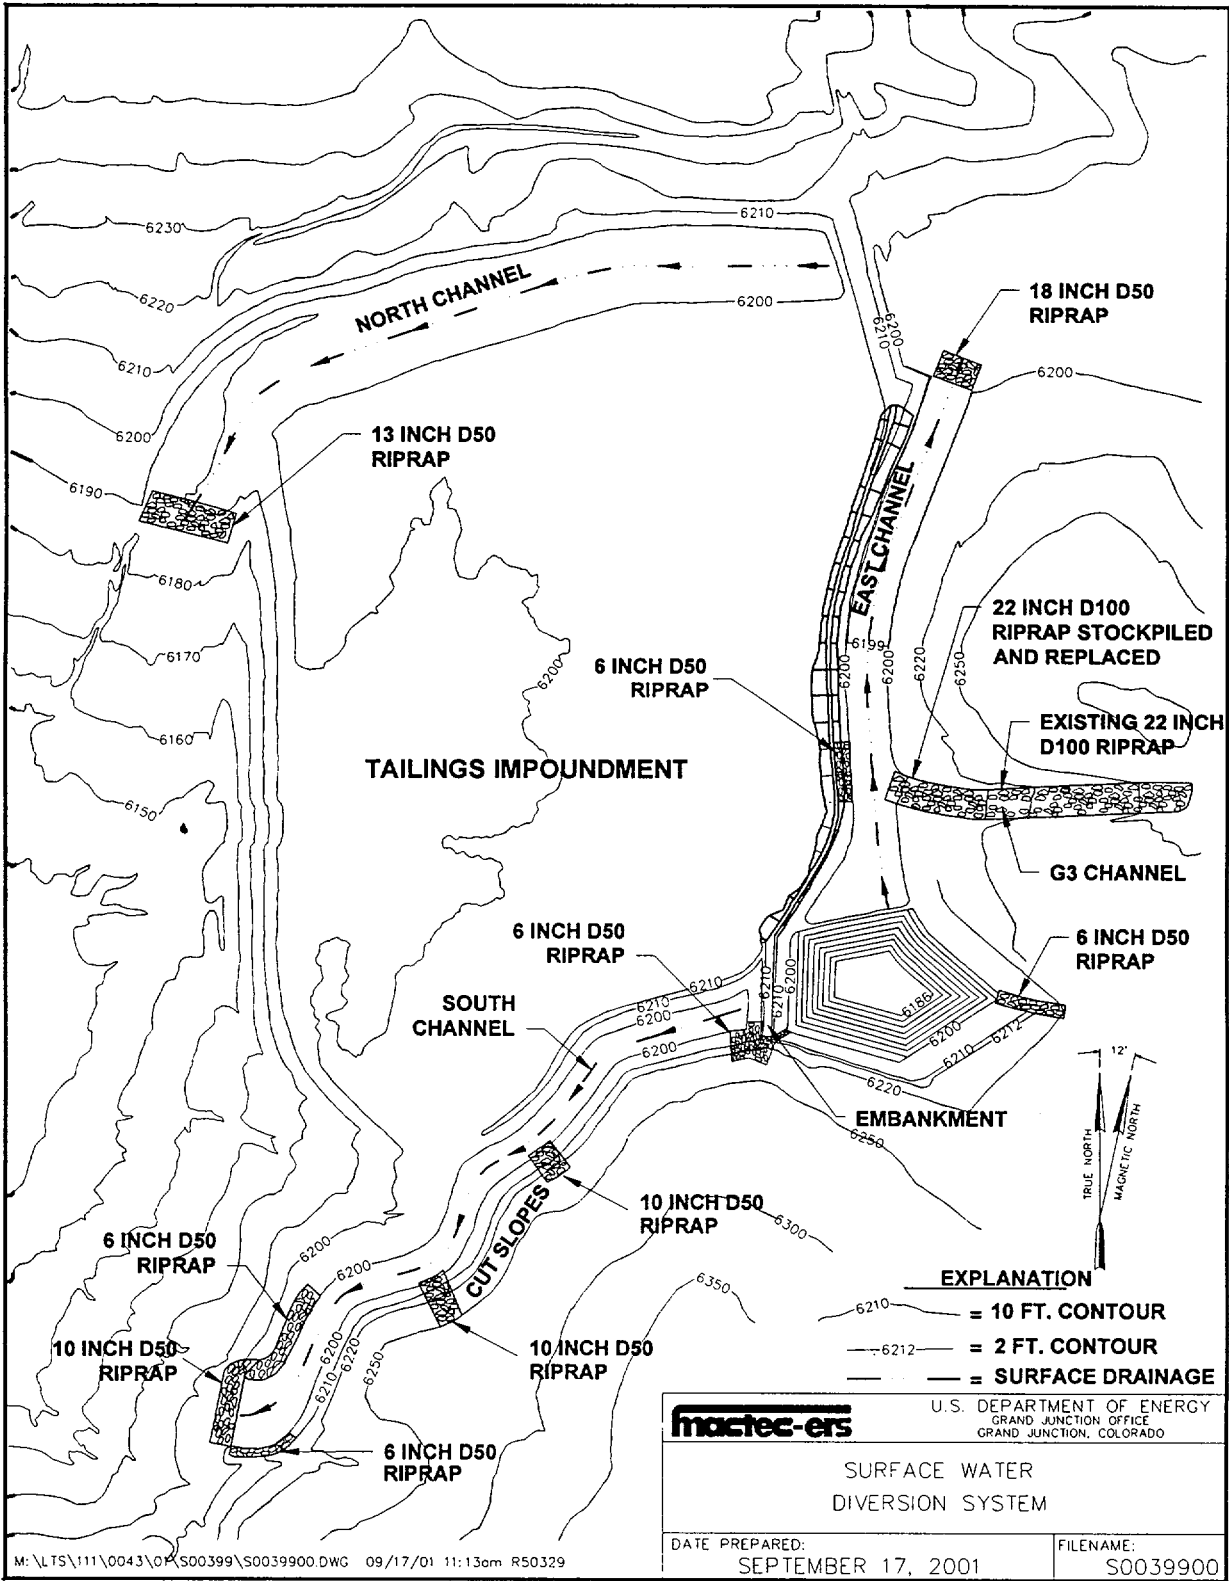 6210
6230
6220
NORTH CHANNEL
6200
18 INCH D50
RIPRAP
6200
6210
6210
6200
6200
13 INCH D50
RIPRAP
6190
EAST CHANNEL
6180
22 INCH D100
RIPRAP STOCKPILED
AND REPLACED
6199
6170
6200
6200
6200
6220
6250
6 INCH D50
RIPRAP
EXISTING 22 INCH
D100 RIPRAP
6160
TAILINGS IMPOUNDMENT
6150
G3 CHANNEL
6 INCH D50
RIPRAP
6 INCH D50
RIPRAP
6210
6210
6200
6210
6210
6200
6186
SOUTH
CHANNEL
6200
6200
6210
6212
6220
12'
EMBANKMENT
6250
TRUE NORTH
MAGNETIC NORTH
10 INCH D50
RIPRAP
CUT SLOPES
6300
6 INCH D50
RIPRAP
6200
6200
6350
EXPLANATION
6210 = 10 FT. CONTOUR
10 INCH D50
RIPRAP
6200
6220
6210
6250
10 INCH D50
RIPRAP
6212 = 2 FT. CONTOUR
= SURFACE DRAINAGE
6 INCH D50
RIPRAP
mactec-ers
U.S. DEPARTMENT OF ENERGY
GRAND JUNCTION OFFICE
GRAND JUNCTION, COLORADO
SURFACE WATER
DIVERSION SYSTEM
DATE PREPARED:
SEPTEMBER 17, 2001
FILENAME:
S0039900
M:\LTS\111\0043\01\S00399\S0039900.DWG 09/17/01 11:13am R50329